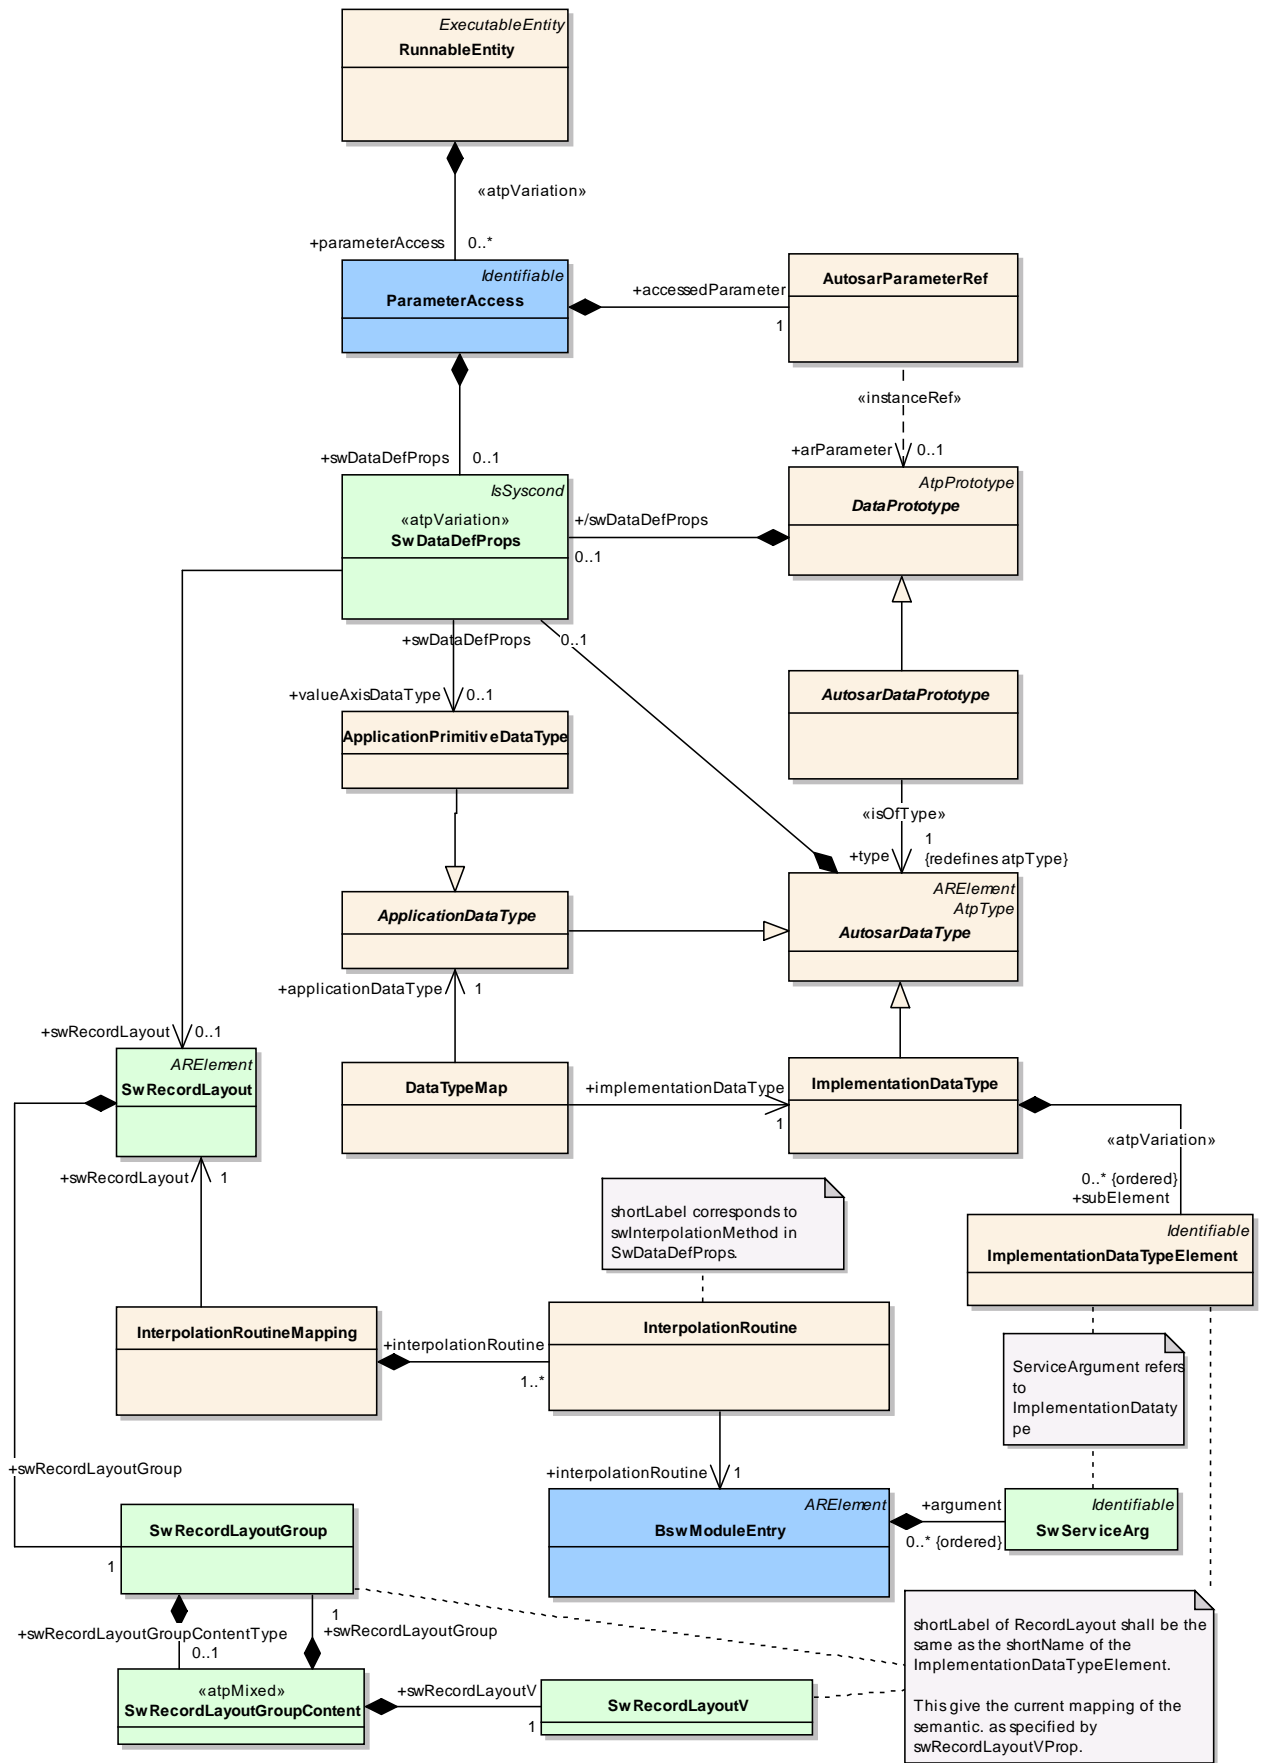 ExecutableEntity
RunnableEntity
«atpVariation»
+parameterAccess 0..*
Identifiable
ParameterAccess
+accessedParameter
1
AutosarParameterRef
«instanceRef»
+arParameter 0..1
+swDataDefProps 0..1
IsSyscond
«atpVariation»
SwDataDefProps
+/swDataDefProps
0..1
AtpPrototype
DataPrototype
+swDataDefProps 0..1
+valueAxisDataType 0..1
AutosarDataPrototype
ApplicationPrimitiveDataType
«isOfType»
+type 1
{redefines atpType}
ARElement
AtpType
AutosarDataType
ApplicationDataType
+applicationDataType 1
+swRecordLayout 0..1
ARElement
SwRecordLayout
DataTypeMap
+implementationDataType
1
ImplementationDataType
«atpVariation»
0..* {ordered}
+subElement
+swRecordLayout 1
shortLabel corresponds to
swInterpolationMethod in
SwDataDefProps.
Identifiable
ImplementationDataTypeElement
InterpolationRoutineMapping
+interpolationRoutine
1..*
InterpolationRoutine
ServiceArgument refers
to
ImplementationDataty
pe
+swRecordLayoutGroup
1
+interpolationRoutine 1
ARElement
BswModuleEntry
+argument
0..* {ordered}
Identifiable
SwServiceArg
SwRecordLayoutGroup
+swRecordLayoutGroupContentType
0..1
1
+swRecordLayoutGroup
«atpMixed»
SwRecordLayoutGroupContent
+swRecordLayoutV
1
SwRecordLayoutV
shortLabel of RecordLayout shall be the
same as the shortName of the
ImplementationDataTypeElement.
This give the current mapping of the
semantic. as specified by
swRecordLayoutVProp.